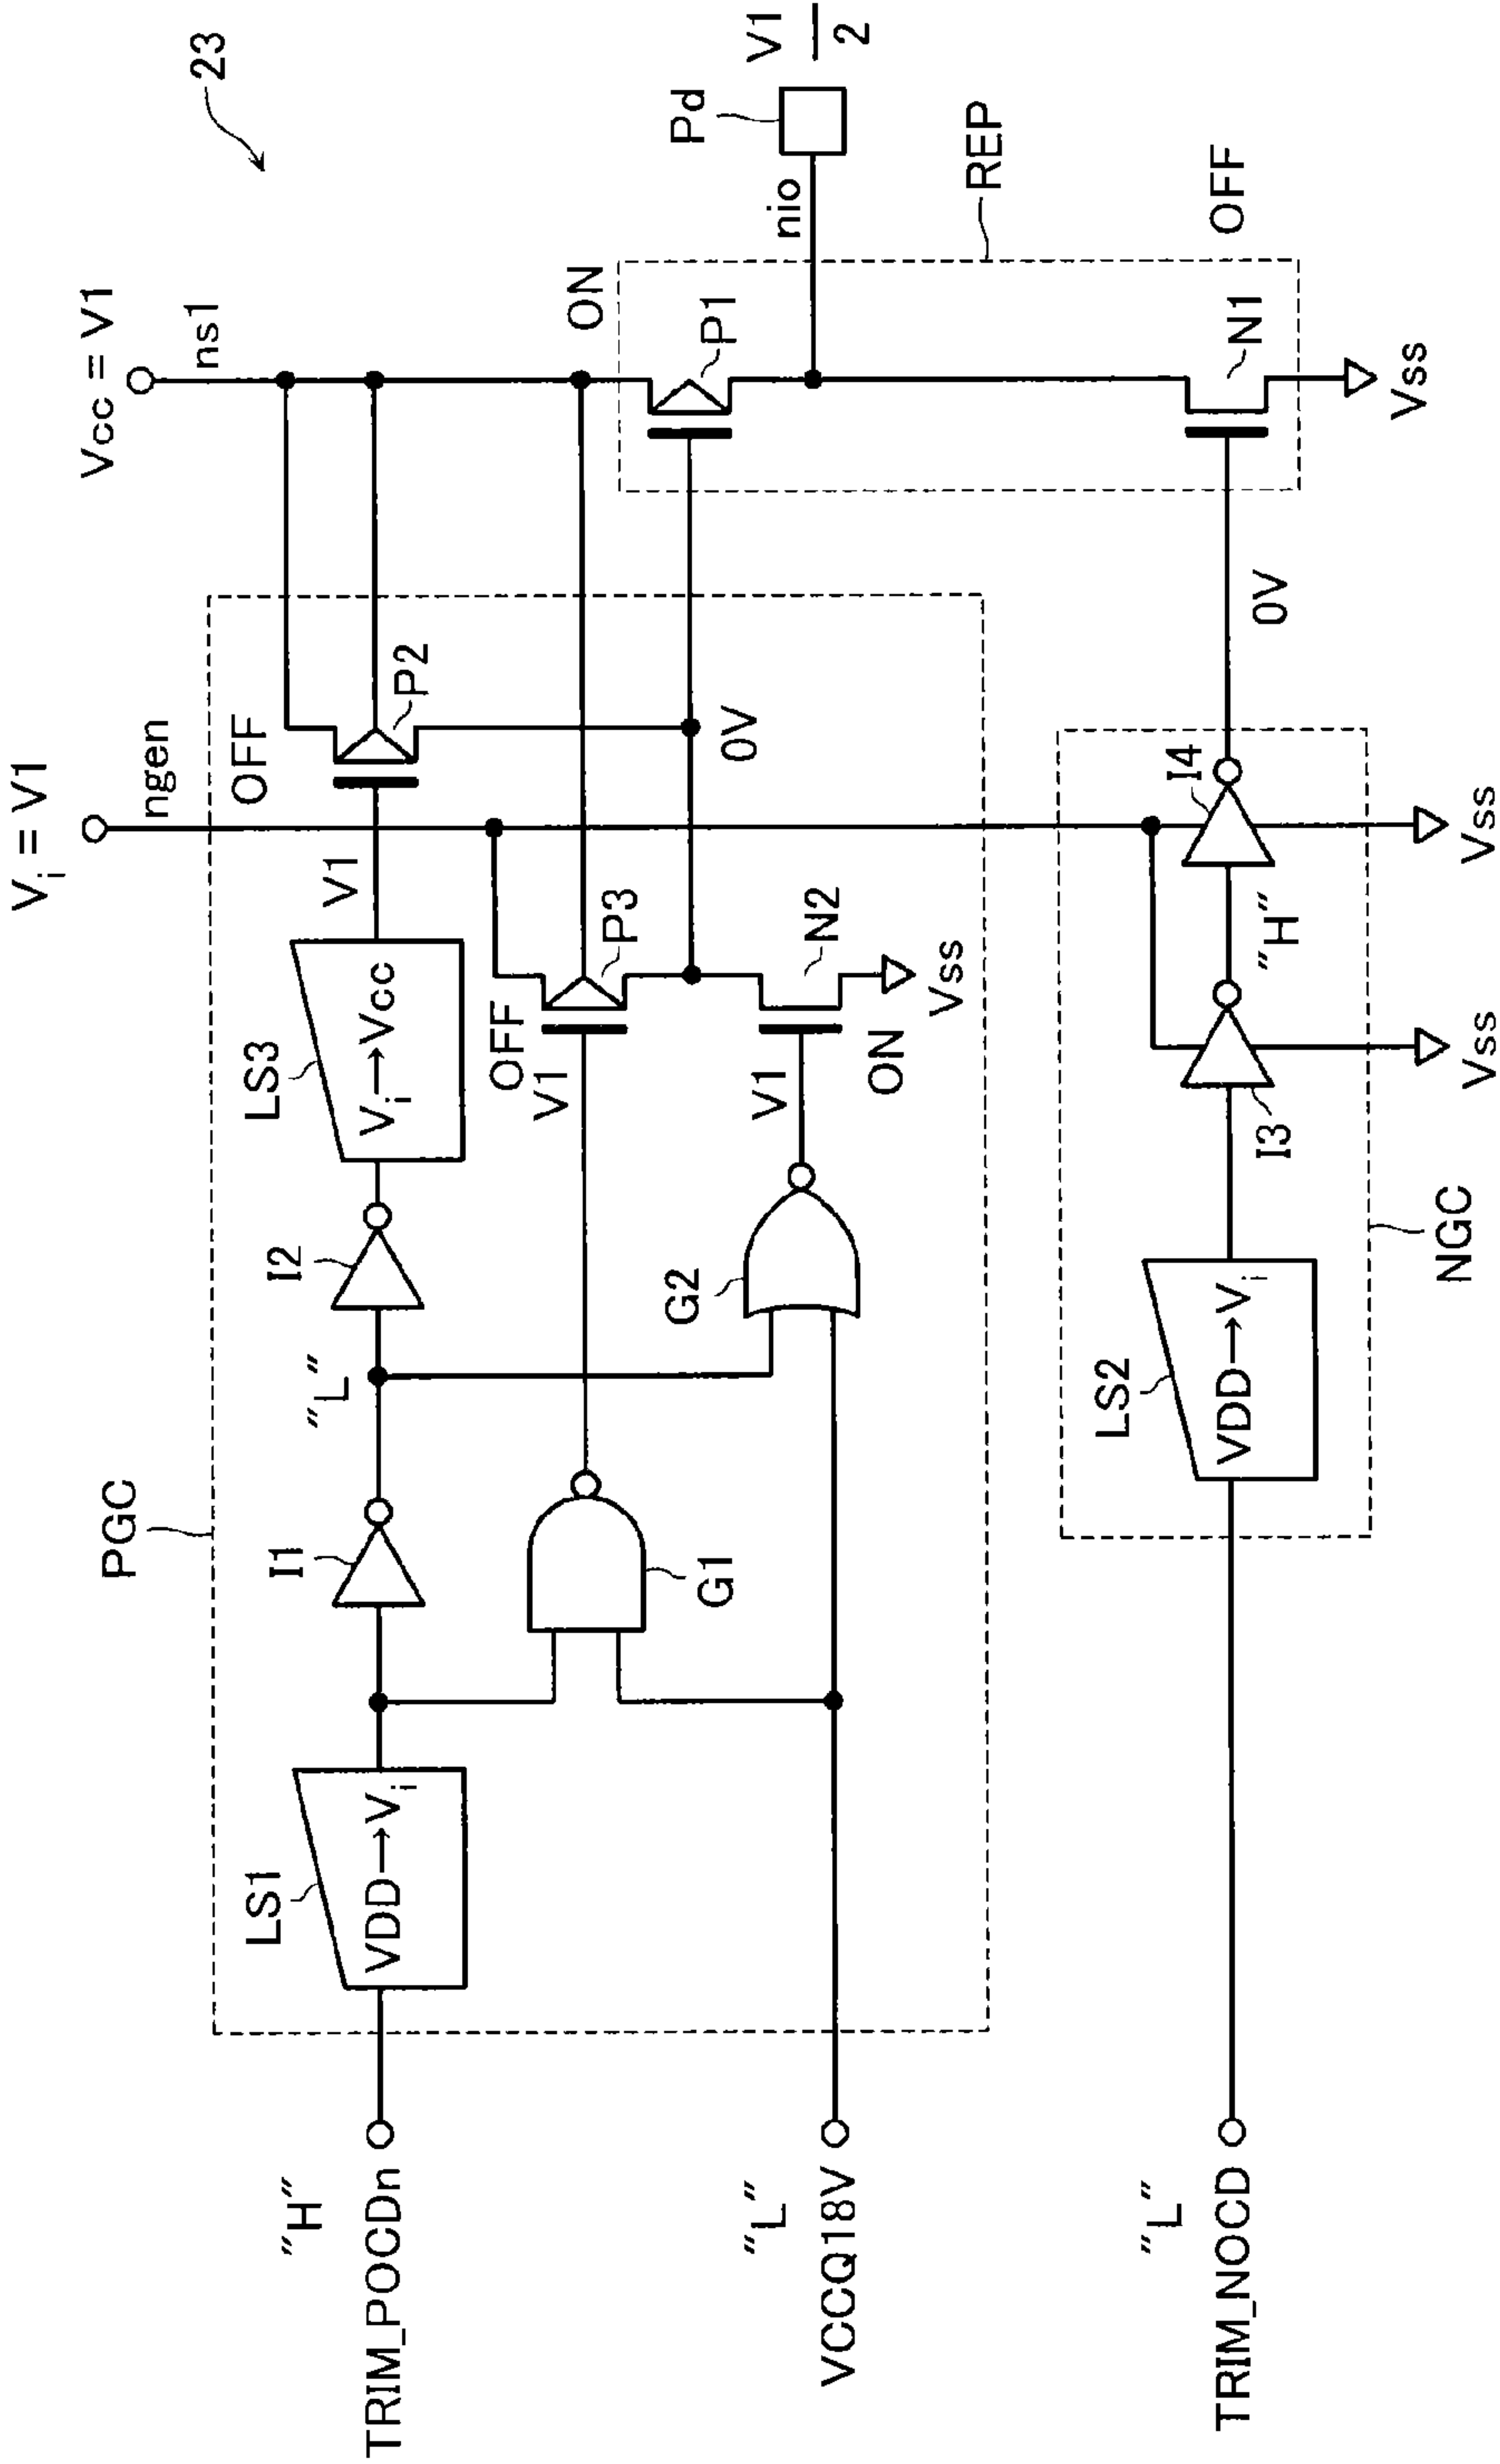 23
Vcc = V1
ns1
Vi = V1
ngen
PGC
LS1
VDD→Vi
I1
"L"
I2
LS3
Vi→Vcc
V1
OFF
P2
G1
G2
OFF
V1
P3
V1
ON
N2
Vss
0V
ON
P1
nio
Pd
V1
2
REP
OFF
N1
Vss
0V
"H"
TRIM_POCDn
"L"
VCCQ18V
"L"
TRIM_NOCD
LS2
VDD→Vi
I3
"H"
I4
Vss
Vss
NGC